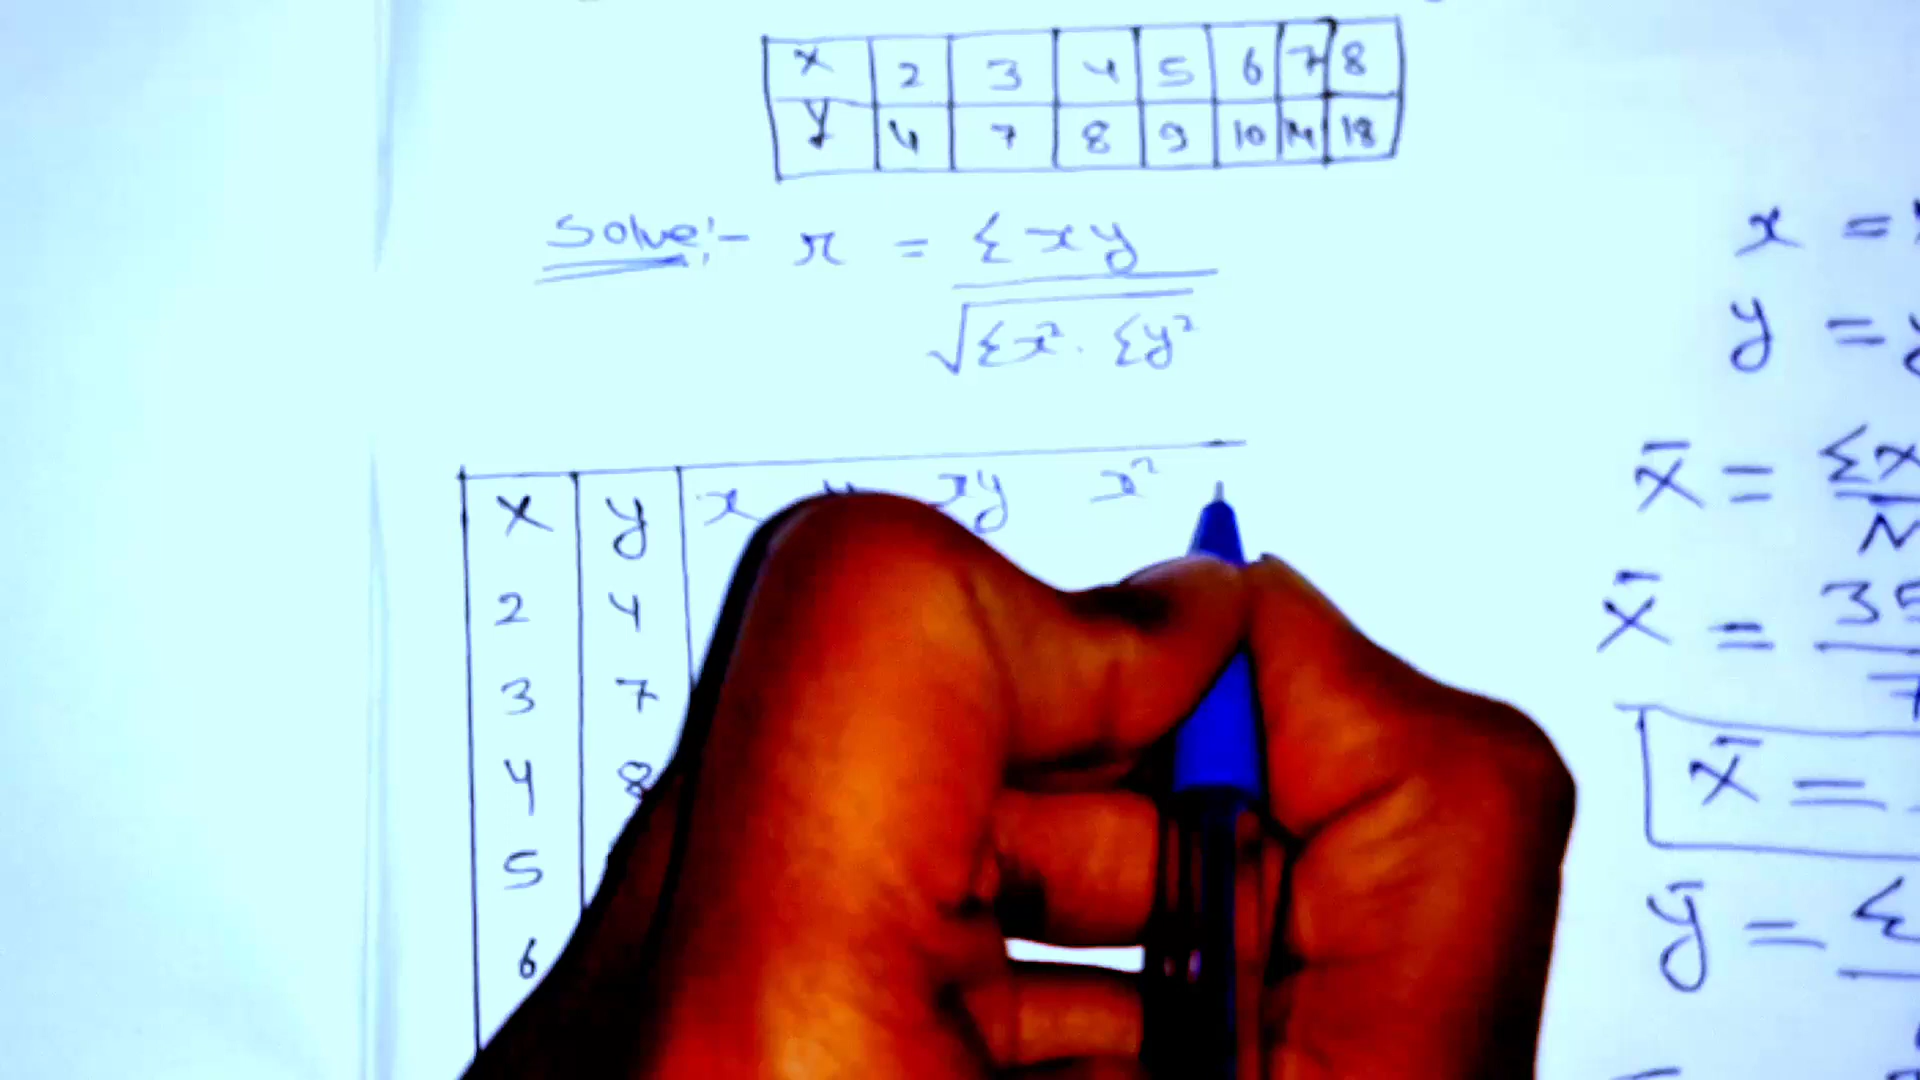 X 2 3 4 5 6 7 8
Y 4 7 8 9 10 14 18
Solve:- r = Σxy
√Σx². Σy²
X y x xy x²
2 4
3 7
4 8
5
6
x =
y =
X̄ = Σx
N
X̄ = 35
7
X̄ =
ȳ = Σ